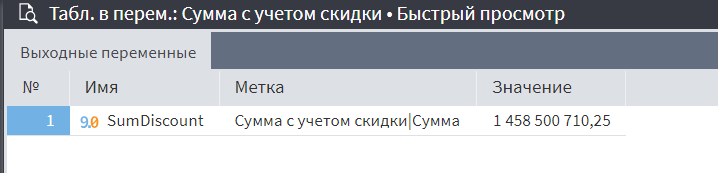 Табл. в перем.: Сумма с учетом скидки • Быстрый просмотр
Выходные переменные
№ Имя Метка Значение
1 9.0 SumDiscount Сумма с учетом скидки|Сумма 1 458 500 710,25